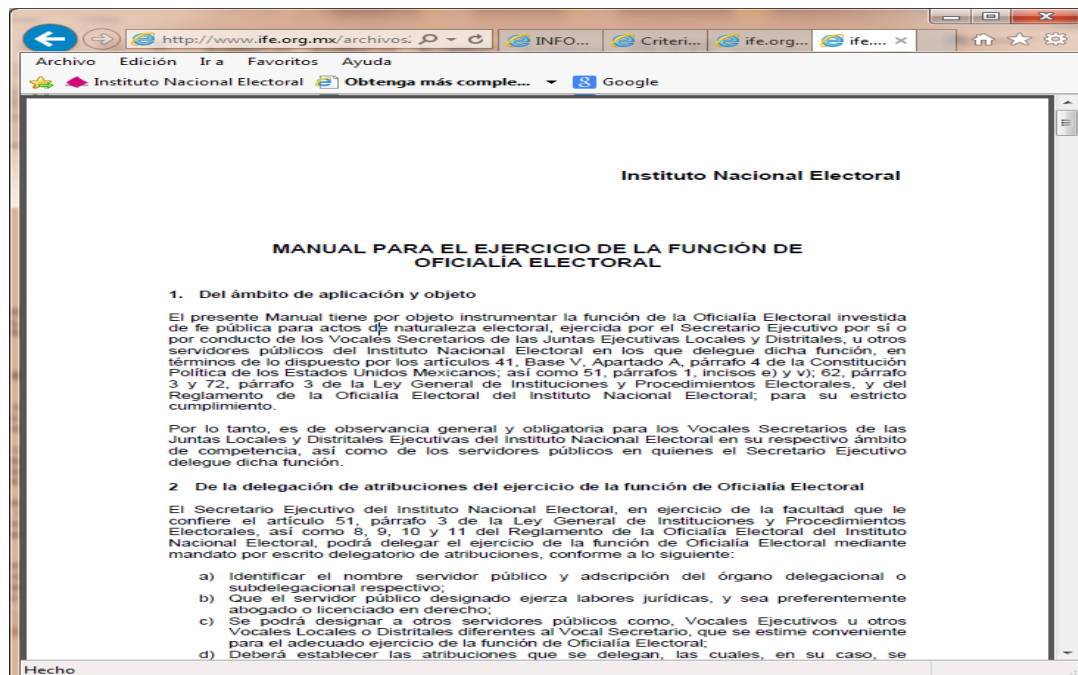 http://www.ife.org.mx/archivos:
INFO...
Criteri...
ife.org...
ife....
Archivo Edición Ir a Favoritos Ayuda
Instituto Nacional Electoral Obtenga más comple... Google
Instituto Nacional Electoral
MANUAL PARA EL EJERCICIO DE LA FUNCIÓN DE
OFICIALÍA ELECTORAL
1. Del ámbito de aplicación y objeto
El presente Manual tiene por objeto instrumentar la función de la Oficialía Electoral investida
de fe pública para actos de naturaleza electoral, ejercida por el Secretario Ejecutivo por sí o
por conducto de los Vocales Secretarios de las Juntas Ejecutivas Locales y Distritales, u otros
servidores públicos del Instituto Nacional Electoral en los que delegue dicha función, en
términos de lo dispuesto por los artículos 41, Base V, Apartado A, párrafo 4 de la Constitución
Política de los Estados Unidos Mexicanos; así como 51, párrafos 1, incisos e) y v); 62, párrafo
3 y 72, párrafo 3 de la Ley General de Instituciones y Procedimientos Electorales, y del
Reglamento de la Oficialía Electoral del Instituto Nacional Electoral; para su estricto
cumplimiento.
Por lo tanto, es de observancia general y obligatoria para los Vocales Secretarios de las
Juntas Locales y Distritales Ejecutivas del Instituto Nacional Electoral en su respectivo ámbito
de competencia, así como de los servidores públicos en quienes el Secretario Ejecutivo
delegue dicha función.
2 De la delegación de atribuciones del ejercicio de la función de Oficialía Electoral
El Secretario Ejecutivo del Instituto Nacional Electoral, en ejercicio de la facultad que le
confiere el artículo 51, párrafo 3 de la Ley General de Instituciones y Procedimientos
Electorales, así como 8, 9, 10 y 11 del Reglamento de la Oficialía Electoral del Instituto
Nacional Electoral, podrá delegar el ejercicio de la función de Oficialía Electoral mediante
mandato por escrito delegatorio de atribuciones, conforme a lo siguiente:
a) Identificar el nombre servidor público y adscripción del órgano delegacional o
subdelegacional respectivo;
b) Que el servidor público designado ejerza labores jurídicas, y sea preferentemente
abogado o licenciado en derecho;
c) Se podrá designar a otros servidores públicos como, Vocales Ejecutivos u otros
Vocales Locales o Distritales diferentes al Vocal Secretario, que se estime conveniente
para el adecuado ejercicio de la función de Oficialía Electoral;
d) Deberá establecer las atribuciones que se delegan, las cuales, en su caso, se
Hecho